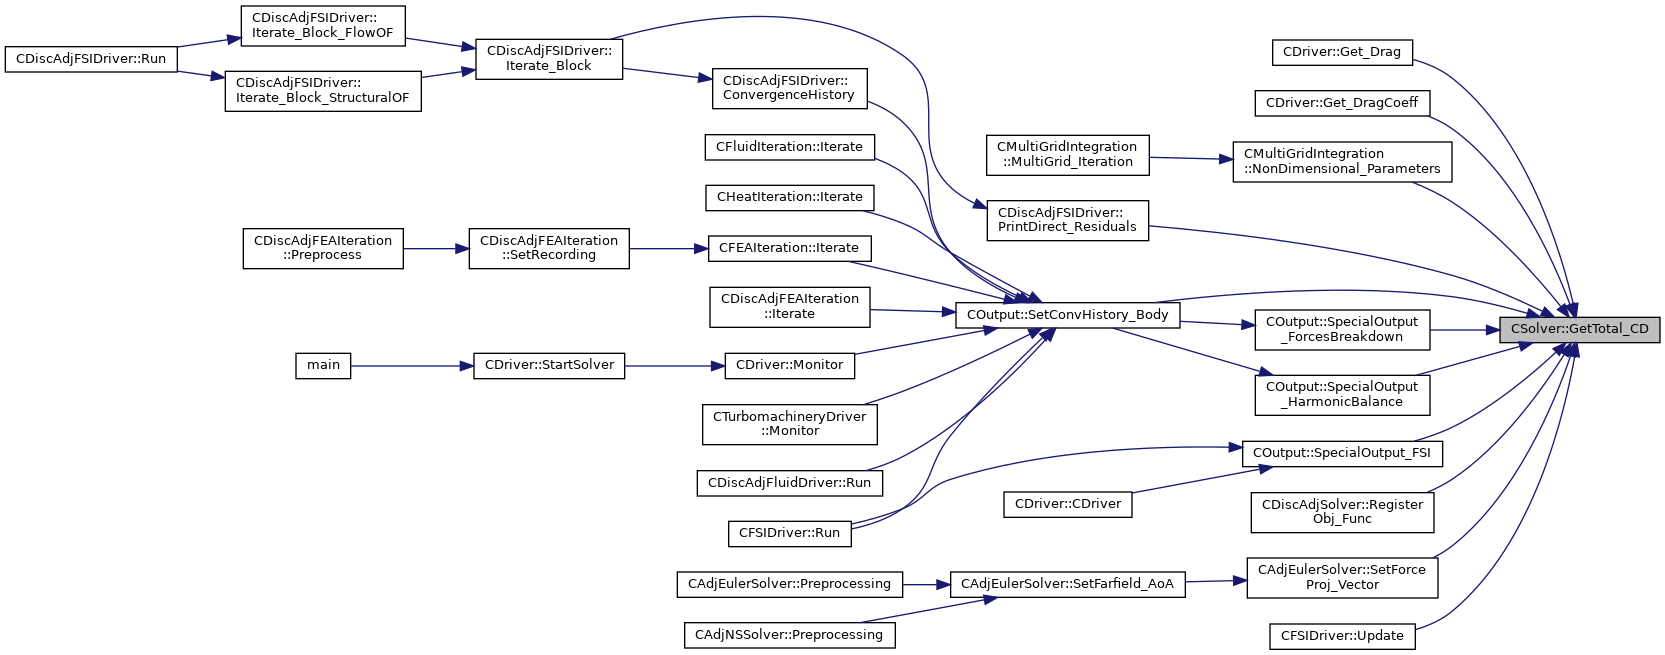 CDiscAdjFSIDriver::Run
CDiscAdjFSIDriver::
Iterate_Block_FlowOF
CDiscAdjFSIDriver::
Iterate_Block_StructuralOF
CDiscAdjFSIDriver::
Iterate_Block
CDiscAdjFSIDriver::
ConvergenceHistory
CFluidIteration::Iterate
CHeatIteration::Iterate
CFEAIteration::Iterate
CDiscAdjFEAIteration
::SetRecording
CDiscAdjFEAIteration
::Preprocess
CDiscAdjFEAIteration
::Iterate
CDriver::Monitor
CDriver::StartSolver
main
CTurbomachineryDriver
::Monitor
CDiscAdjFluidDriver::Run
CFSIDriver::Run
CAdjEulerSolver::Preprocessing
CAdjNSSolver::Preprocessing
CMultiGridIntegration
::MultiGrid_Iteration
CDiscAdjFSIDriver::
PrintDirect_Residuals
COutput::SetConvHistory_Body
CDriver::CDriver
CAdjEulerSolver::SetFarfield_AoA
CDriver::Get_Drag
CDriver::Get_DragCoeff
CMultiGridIntegration
::NonDimensional_Parameters
COutput::SpecialOutput
_ForcesBreakdown
COutput::SpecialOutput
_HarmonicBalance
COutput::SpecialOutput_FSI
CDiscAdjSolver::Register
Obj_Func
CAdjEulerSolver::SetForce
Proj_Vector
CFSIDriver::Update
CSolver::GetTotal_CD